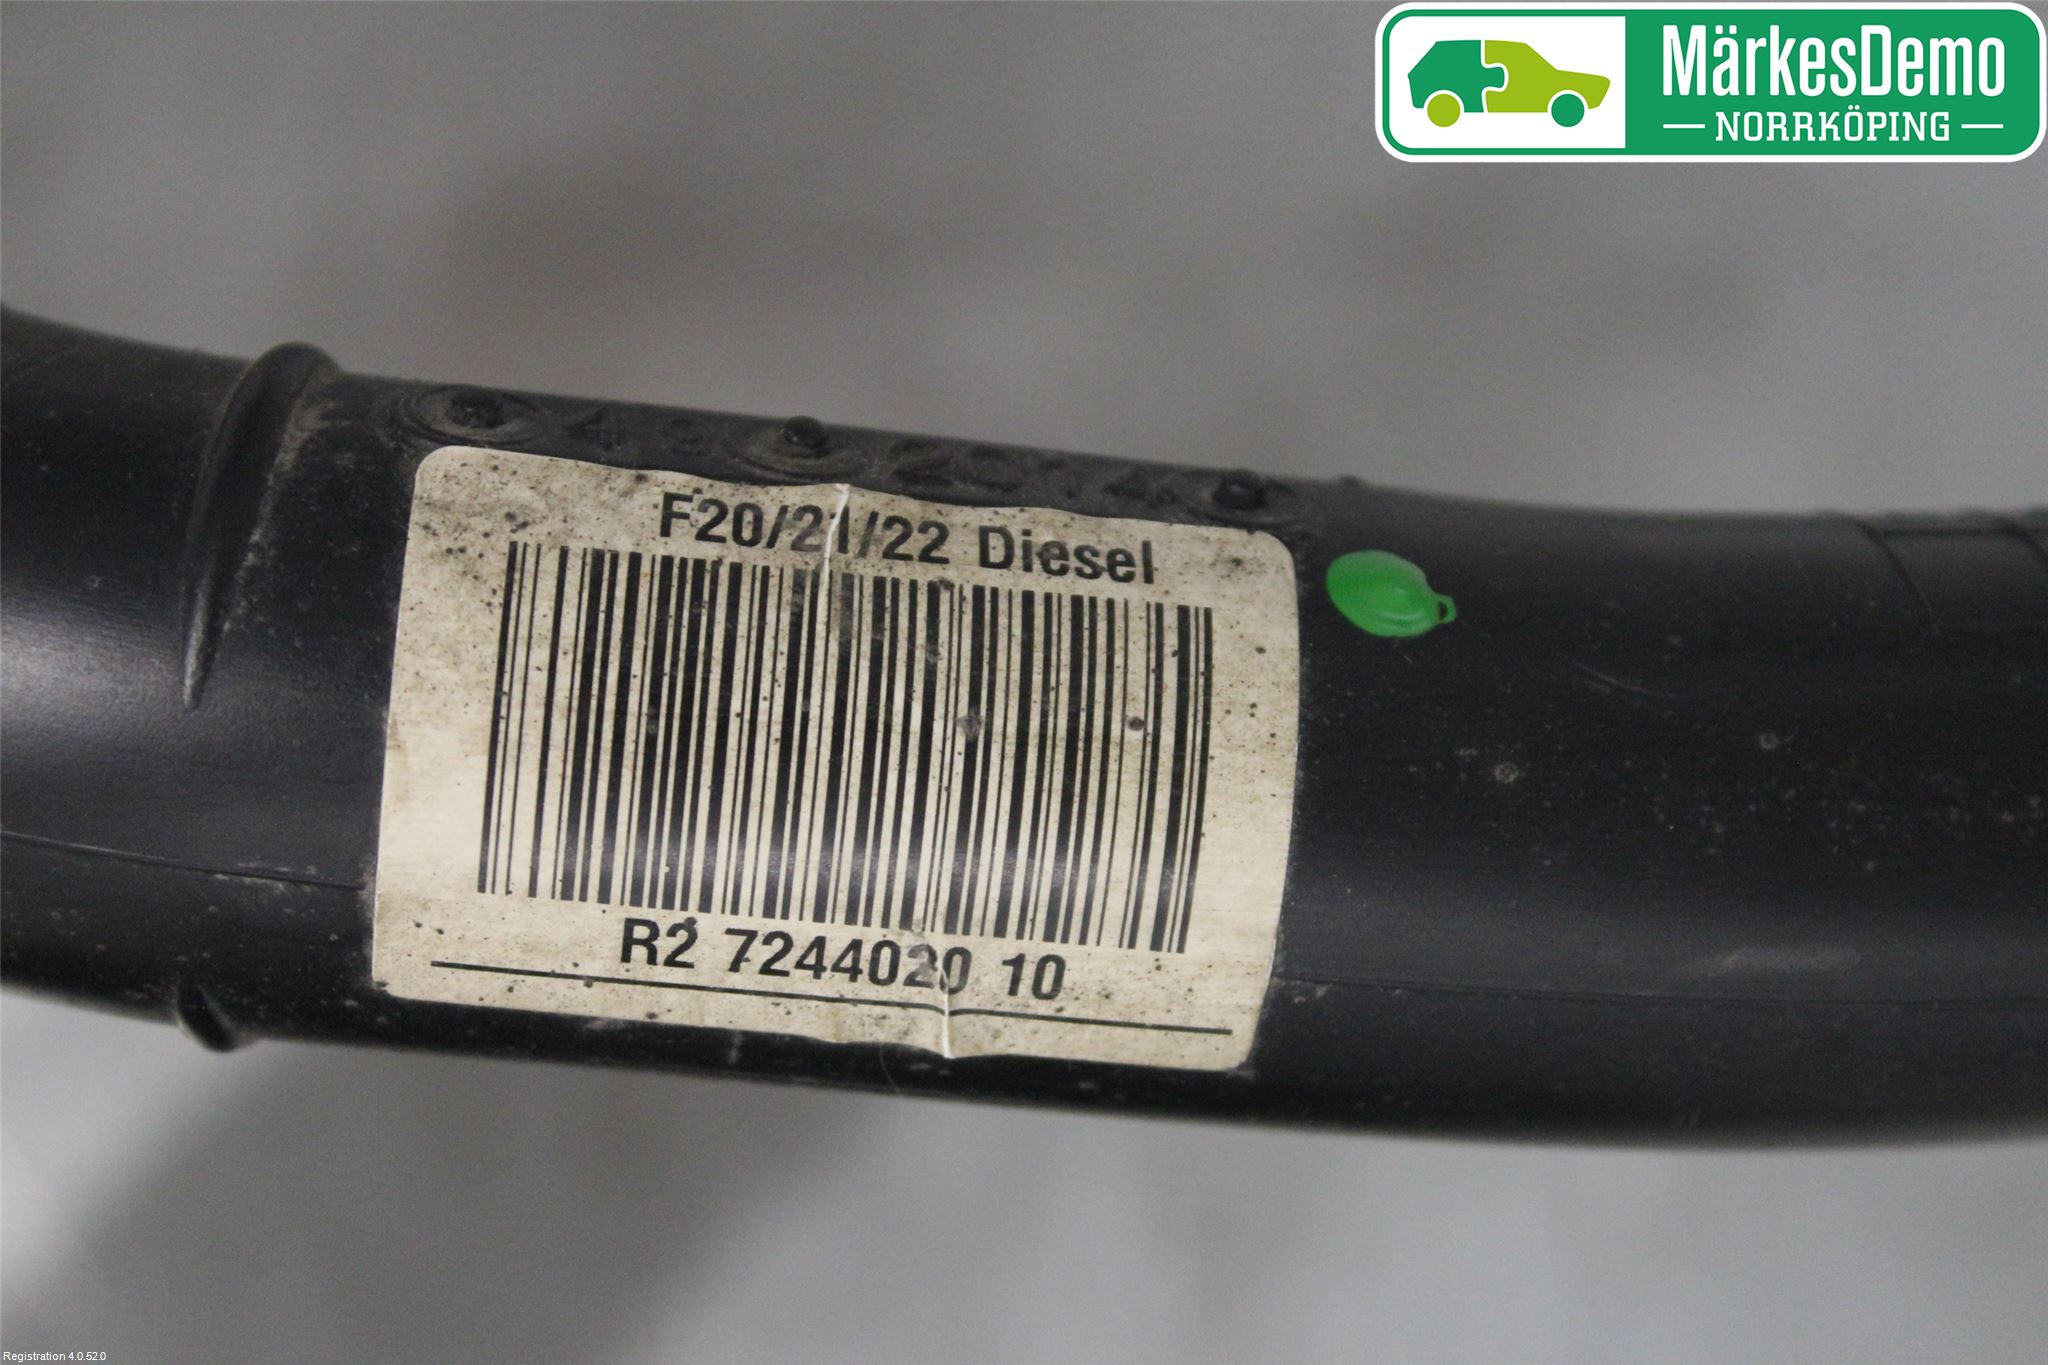 MärkesDemo
NORRKÖPING
F20/21/22 Diesel
R2 7244020 10
Registration 4.0.52.0